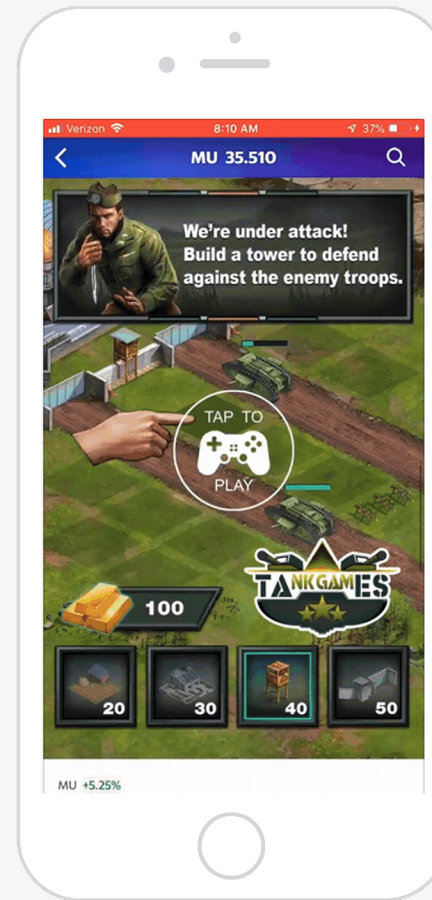 Verizon 8:10 AM 37%
MU 35.510
We're under attack!
Build a tower to defend
against the enemy troops.
TAP TO
PLAY
TANKGAMES
100
20 30 40 50
MU +5.25%